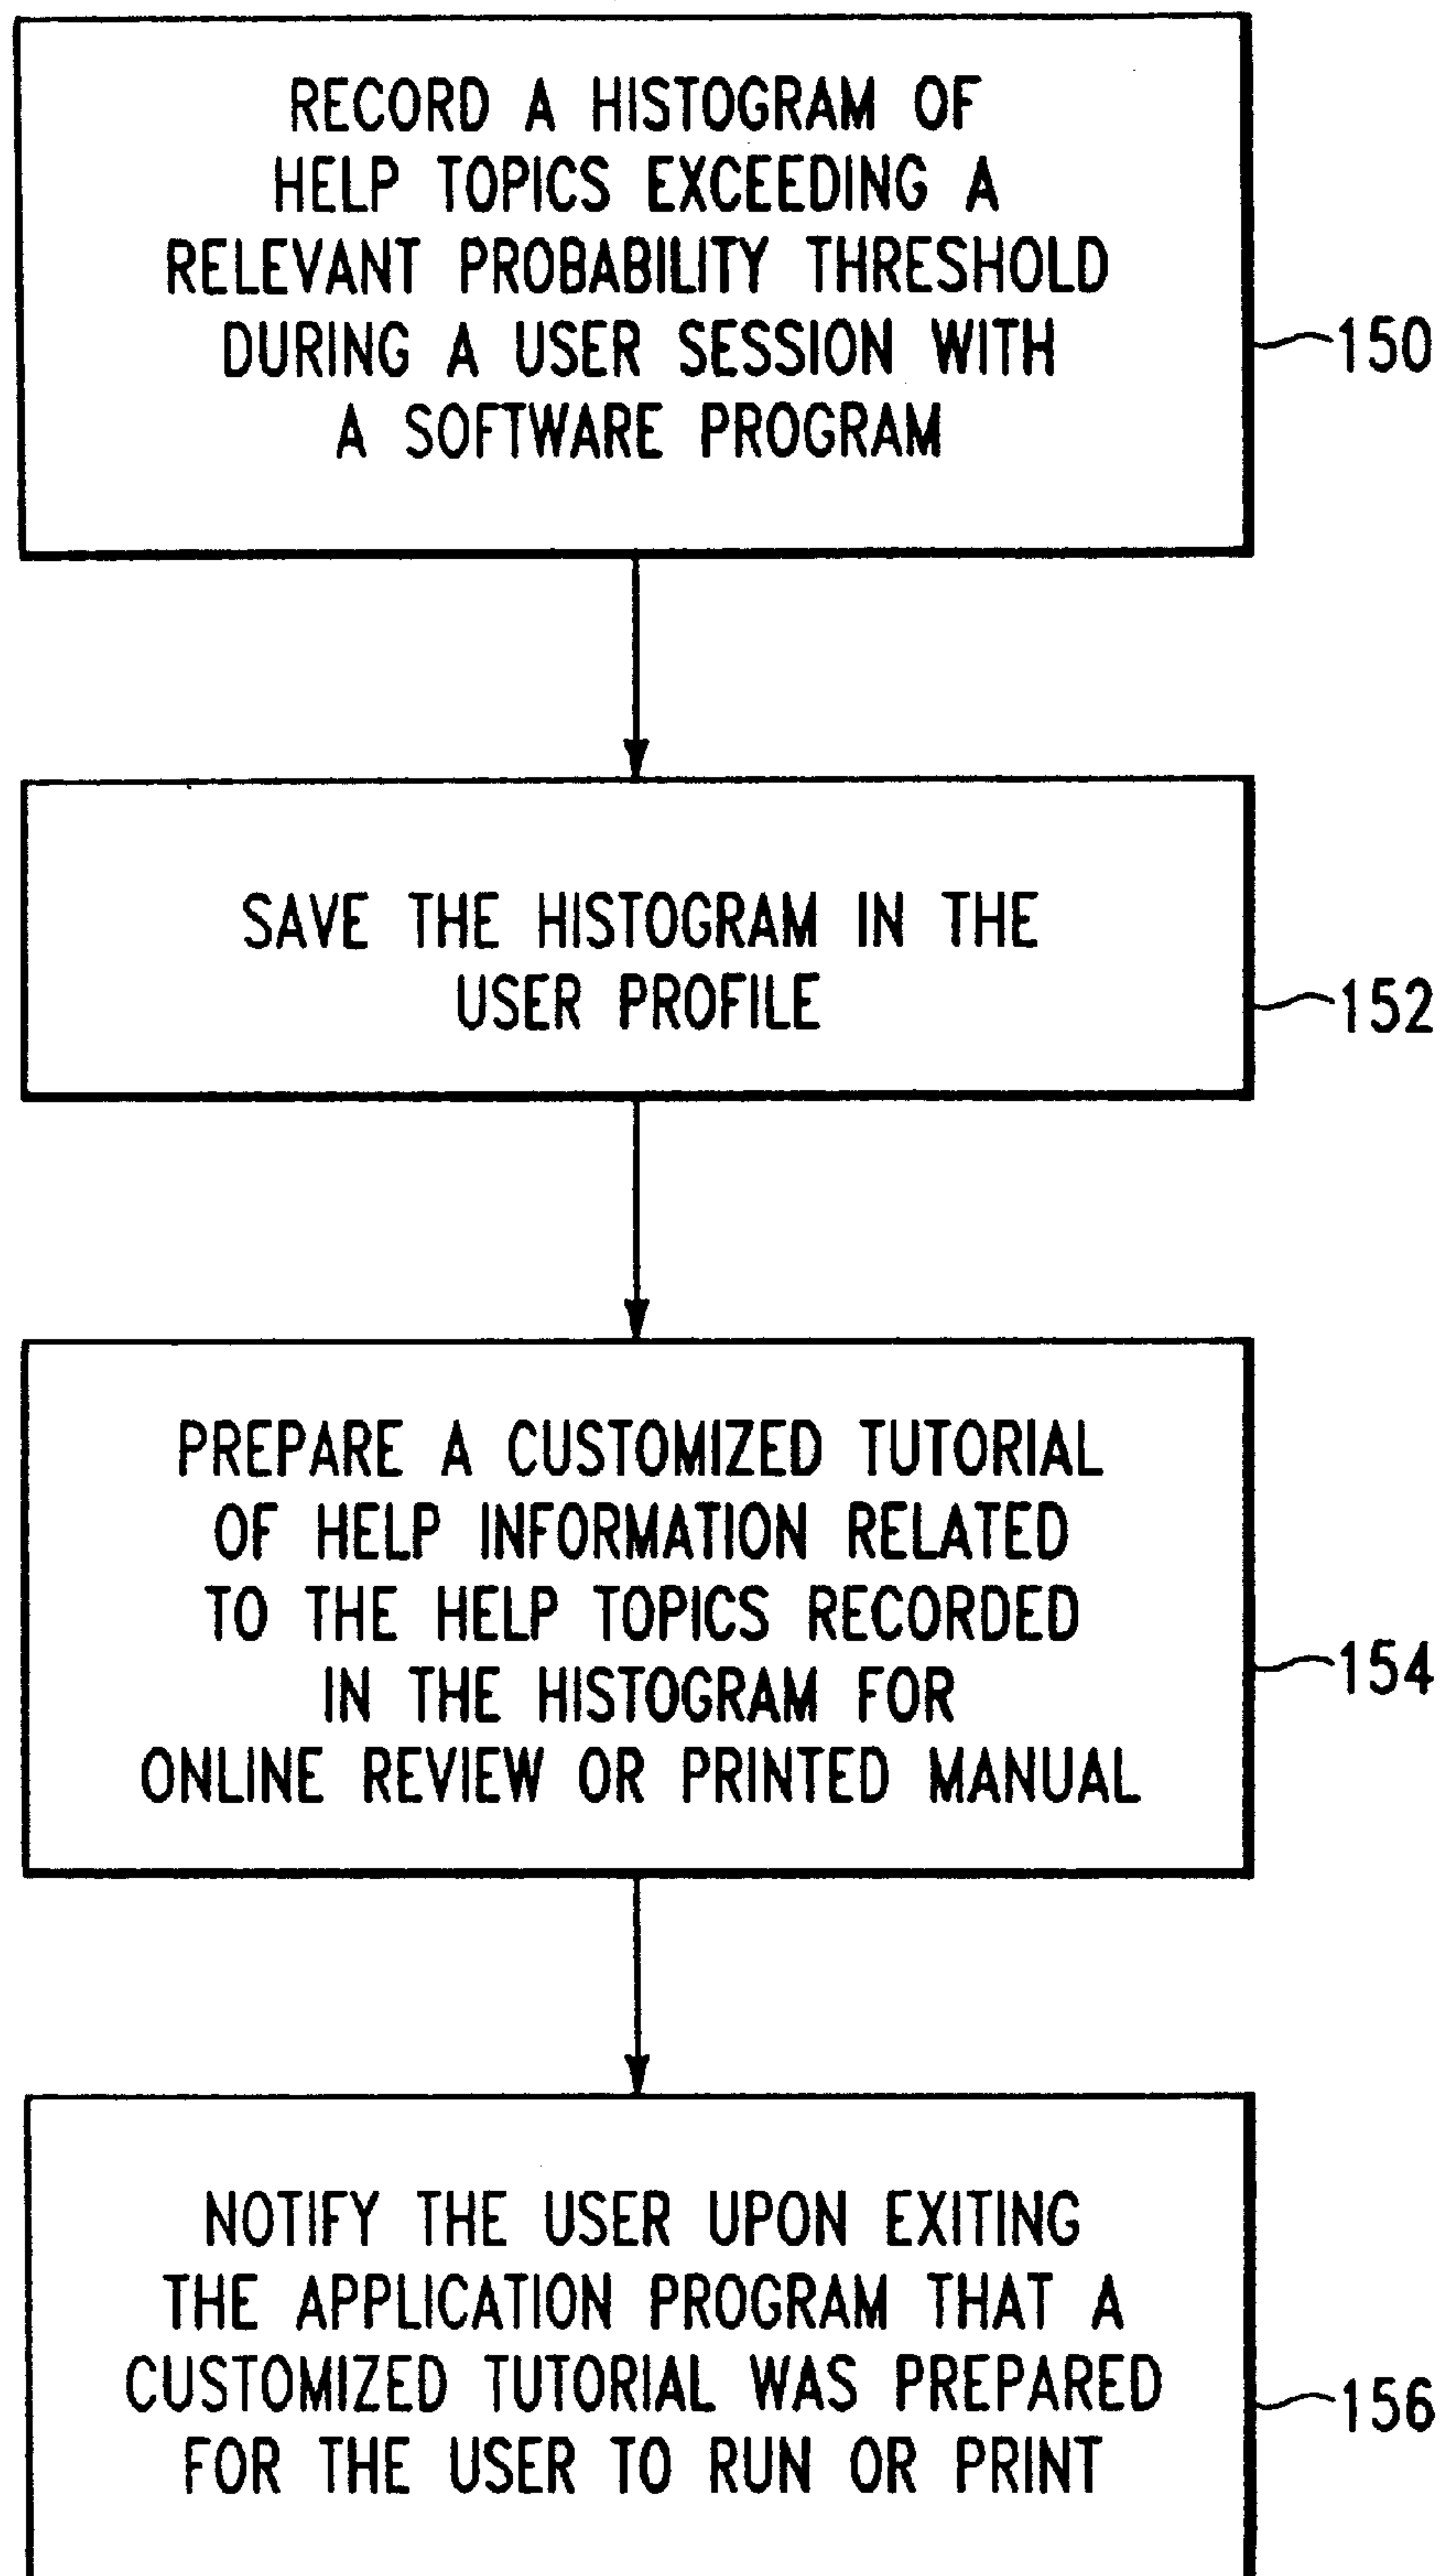 RECORD A HISTOGRAM OF
HELP TOPICS EXCEEDING A
RELEVANT PROBABILITY THRESHOLD
DURING A USER SESSION WITH
A SOFTWARE PROGRAM
150
SAVE THE HISTOGRAM IN THE
USER PROFILE
152
PREPARE A CUSTOMIZED TUTORIAL
OF HELP INFORMATION RELATED
TO THE HELP TOPICS RECORDED
IN THE HISTOGRAM FOR
ONLINE REVIEW OR PRINTED MANUAL
154
NOTIFY THE USER UPON EXITING
THE APPLICATION PROGRAM THAT A
CUSTOMIZED TUTORIAL WAS PREPARED
FOR THE USER TO RUN OR PRINT
156